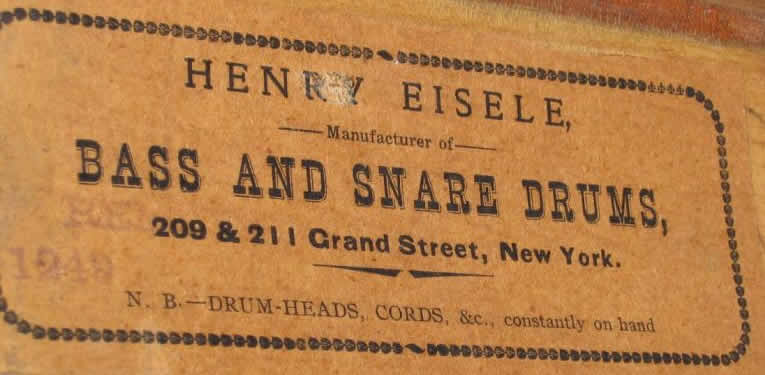 HENRY EISELE,
Manufacturer of
BASS AND SNARE DRUMS,
209 & 211 Grand Street, New York.
N. B.—DRUM-HEADS, CORDS, &c., constantly on hand